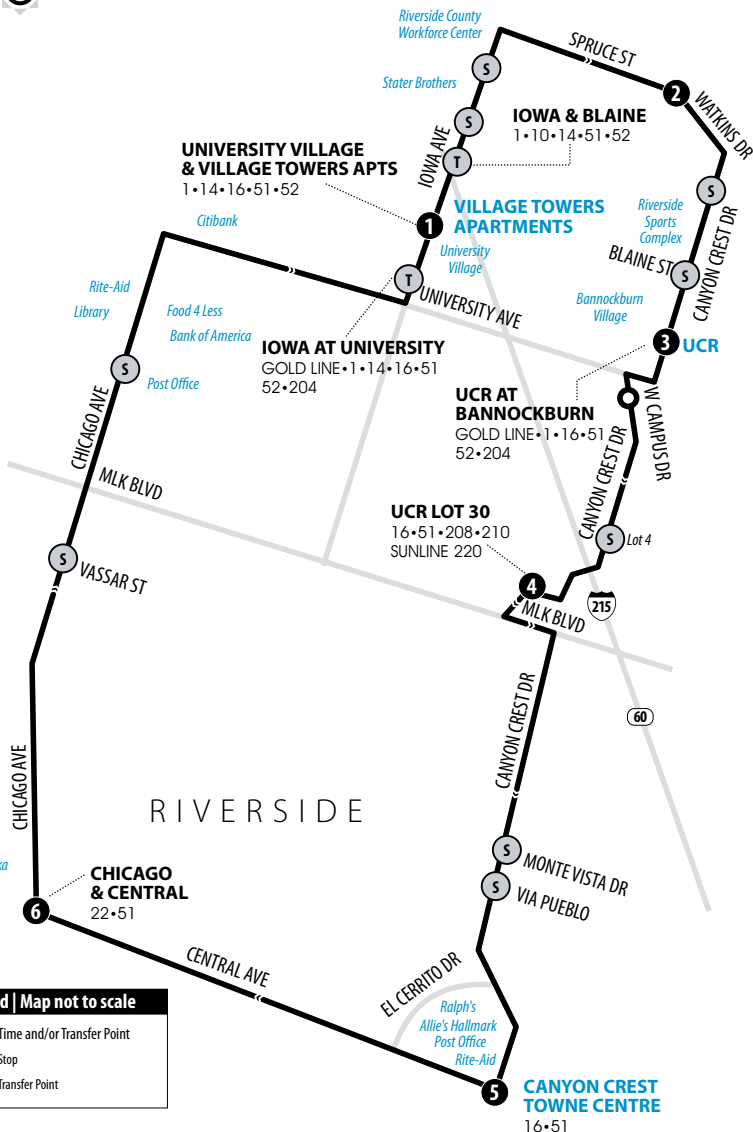 Riverside County
Workforce Center
SPRUCE ST
2
WATKINS DR
S
Stater Brothers
S
IOWA & BLAINE
1•10•14•51•52
IOWA AVE
T
UNIVERSITY VILLAGE
& VILLAGE TOWERS APTS
1•14•16•51•52
1
VILLAGE TOWERS
APARTMENTS
S
Riverside
Sports
Complex
CANYON CREST DR
BLAINE ST
S
Citibank
University
Village
T
UNIVERSITY AVE
Bannockburn
Village
3
UCR
Rite-Aid
Library
Food 4 Less
Bank of America
IOWA AT UNIVERSITY
GOLD LINE•1•14•16•51
52•204
S
Post Office
CHICAGO AVE
UCR AT
BANNOCKBURN
GOLD LINE•1•16•51
52•204
W CAMPUS DR
CANYON CREST DR
MLK BLVD
UCR LOT 30
16•51•208•210
SUNLINE 220
S
Lot 4
S
VASSAR ST
4
MLK BLVD
215
CANYON CREST DR
60
CHICAGO AVE
RIVERSIDE
S
MONTE VISTA DR
S
VIA PUEBLO
CHICAGO
& CENTRAL
22•51
6
CENTRAL AVE
EL CERRITO DR
Ralph's
Allie's Hallmark
Post Office
Rite-Aid
5
CANYON CREST
TOWNE CENTRE
16•51
d | Map not to scale
Time and/or Transfer Point
Stop
Transfer Point